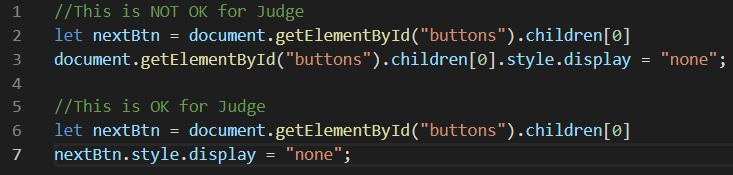 1 //This is NOT OK for Judge
2 let nextBtn = document.getElementById("buttons").children[0]
3 document.getElementById("buttons").children[0].style.display = "none";
4
5 //This is OK for Judge
6 let nextBtn = document.getElementById("buttons").children[0]
7 nextBtn.style.display = "none";